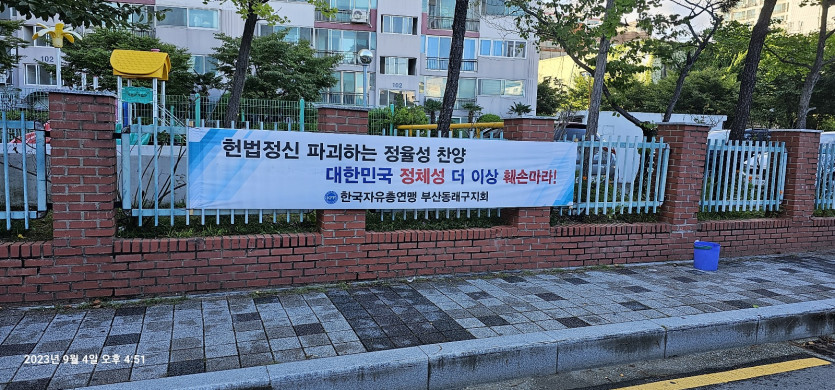 헌법정신 파괴하는 정율성 찬양
대한민국 정체성 더 이상 훼손마라!
한국자유총연맹 부산동래구지회
2023년 9월 4일 오후 4:51
102